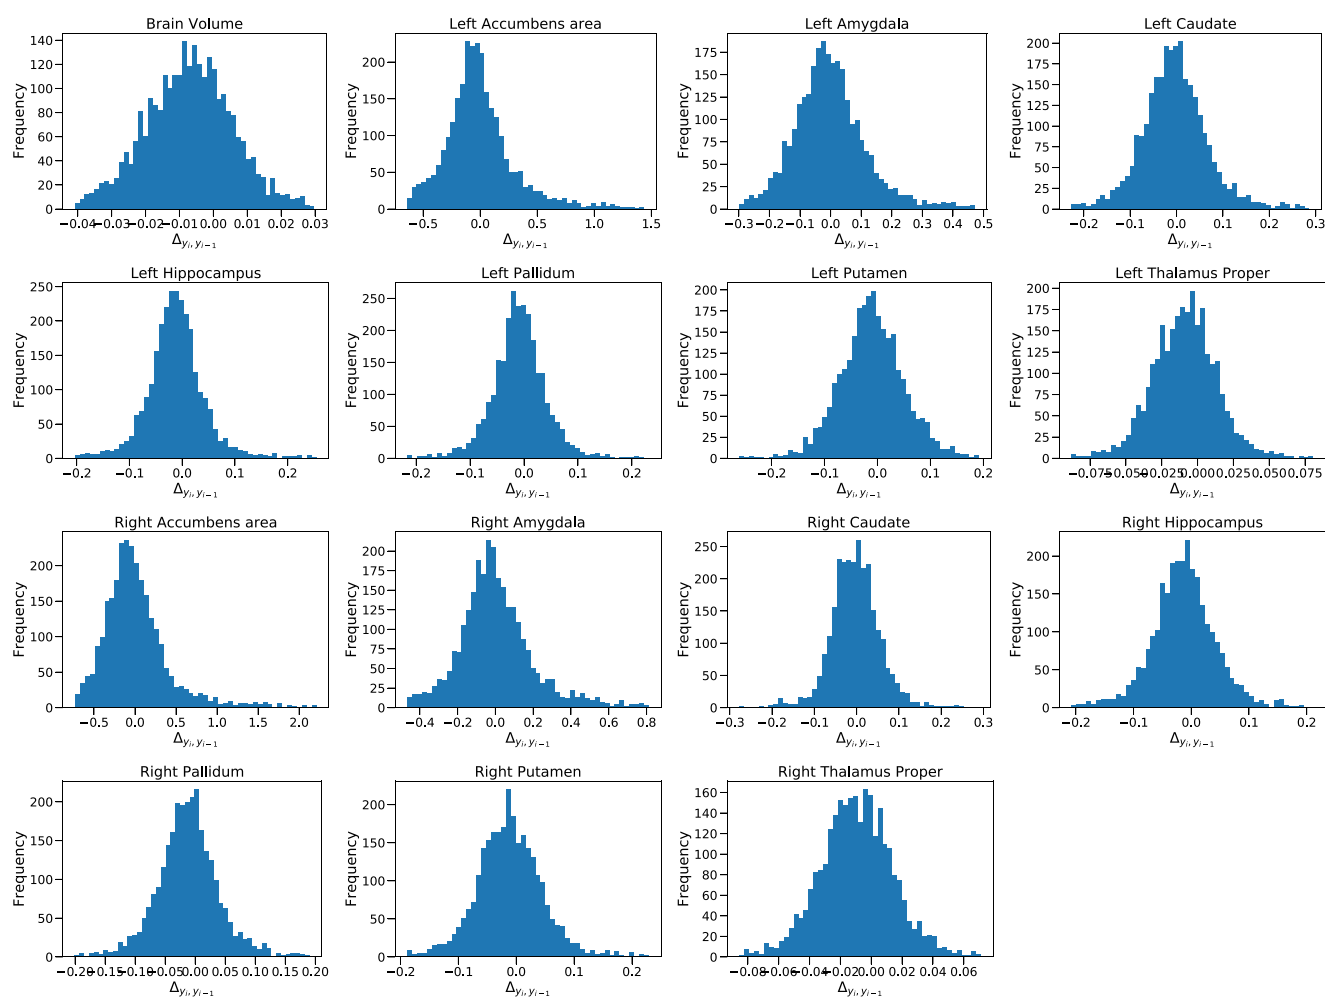 Brain Volume
Frequency
140
120
100
80
60
40
20
0
−0.04 −0.03 −0.02 −0.01 0.00 0.01 0.02 0.03
Δyᵢ, yᵢ₋₁
Left Accumbens area
Frequency
200
150
100
50
0
−0.5 0.0 0.5 1.0 1.5
Δyᵢ, yᵢ₋₁
Left Amygdala
Frequency
175
150
125
100
75
50
25
0
−0.3 −0.2 −0.1 0.0 0.1 0.2 0.3 0.4 0.5
Δyᵢ, yᵢ₋₁
Left Caudate
Frequency
200
175
150
125
100
75
50
25
0
−0.2 −0.1 0.0 0.1 0.2 0.3
Δyᵢ, yᵢ₋₁
Left Hippocampus
Frequency
250
200
150
100
50
0
−0.2 −0.1 0.0 0.1 0.2
Δyᵢ, yᵢ₋₁
Left Pallidum
Frequency
250
200
150
100
50
0
−0.2 −0.1 0.0 0.1 0.2
Δyᵢ, yᵢ₋₁
Left Putamen
Frequency
200
175
150
125
100
75
50
25
0
−0.2 −0.1 0.0 0.1 0.2
Δyᵢ, yᵢ₋₁
Left Thalamus Proper
Frequency
200
175
150
125
100
75
50
25
0
−0.075 −0.050 −0.025 0.000 0.025 0.050 0.075
Δyᵢ, yᵢ₋₁
Right Accumbens area
Frequency
200
150
100
50
0
−0.5 0.0 0.5 1.0 1.5 2.0
Δyᵢ, yᵢ₋₁
Right Amygdala
Frequency
200
175
150
125
100
75
50
25
0
−0.4 −0.2 0.0 0.2 0.4 0.6 0.8
Δyᵢ, yᵢ₋₁
Right Caudate
Frequency
250
200
150
100
50
0
−0.3 −0.2 −0.1 0.0 0.1 0.2 0.3
Δyᵢ, yᵢ₋₁
Right Hippocampus
Frequency
200
150
100
50
0
−0.2 −0.1 0.0 0.1 0.2
Δyᵢ, yᵢ₋₁
Right Pallidum
Frequency
200
150
100
50
0
−0.20 −0.15 −0.10 −0.05 0.00 0.05 0.10 0.15 0.20
Δyᵢ, yᵢ₋₁
Right Putamen
Frequency
200
150
100
50
0
−0.2 −0.1 0.0 0.1 0.2
Δyᵢ, yᵢ₋₁
Right Thalamus Proper
Frequency
160
140
120
100
80
60
40
20
0
−0.08 −0.06 −0.04 −0.02 0.00 0.02 0.04 0.06
Δyᵢ, yᵢ₋₁